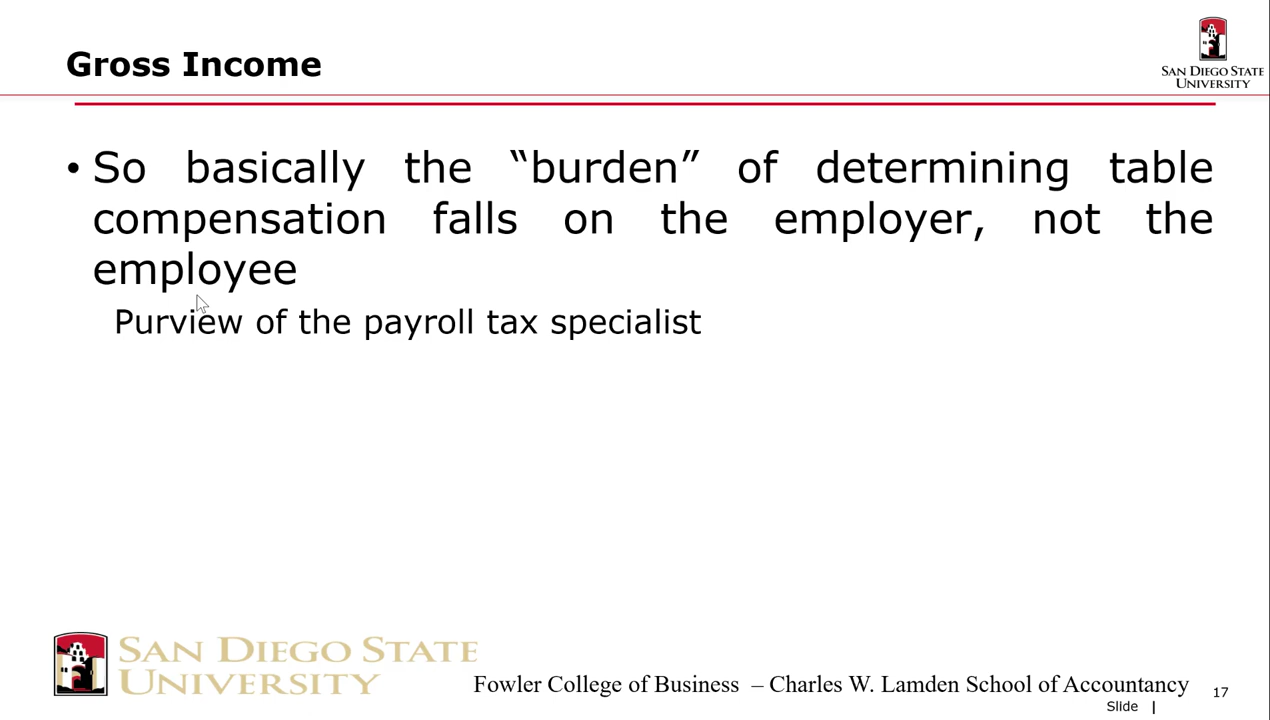 Gross Income
SAN DIEGO STATE
UNIVERSITY
• So basically the “burden” of determining table
compensation falls on the employer, not the
employee
Purview of the payroll tax specialist
SAN DIEGO STATE
UNIVERSITY
Fowler College of Business – Charles W. Lamden School of Accountancy
17
Slide |